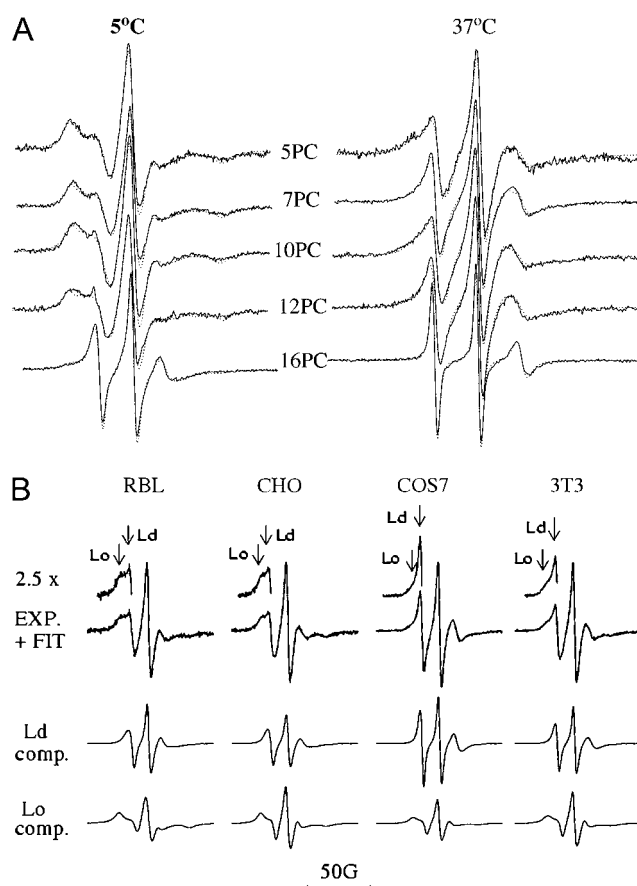 A
5°C 37°C
5PC
7PC
10PC
12PC
16PC
B
RBL CHO COS7 3T3
Lo Ld Lo Ld Lo Ld Lo Ld
2.5 x
EXP.
+ FIT
Ld
comp.
Lo
comp.
50G